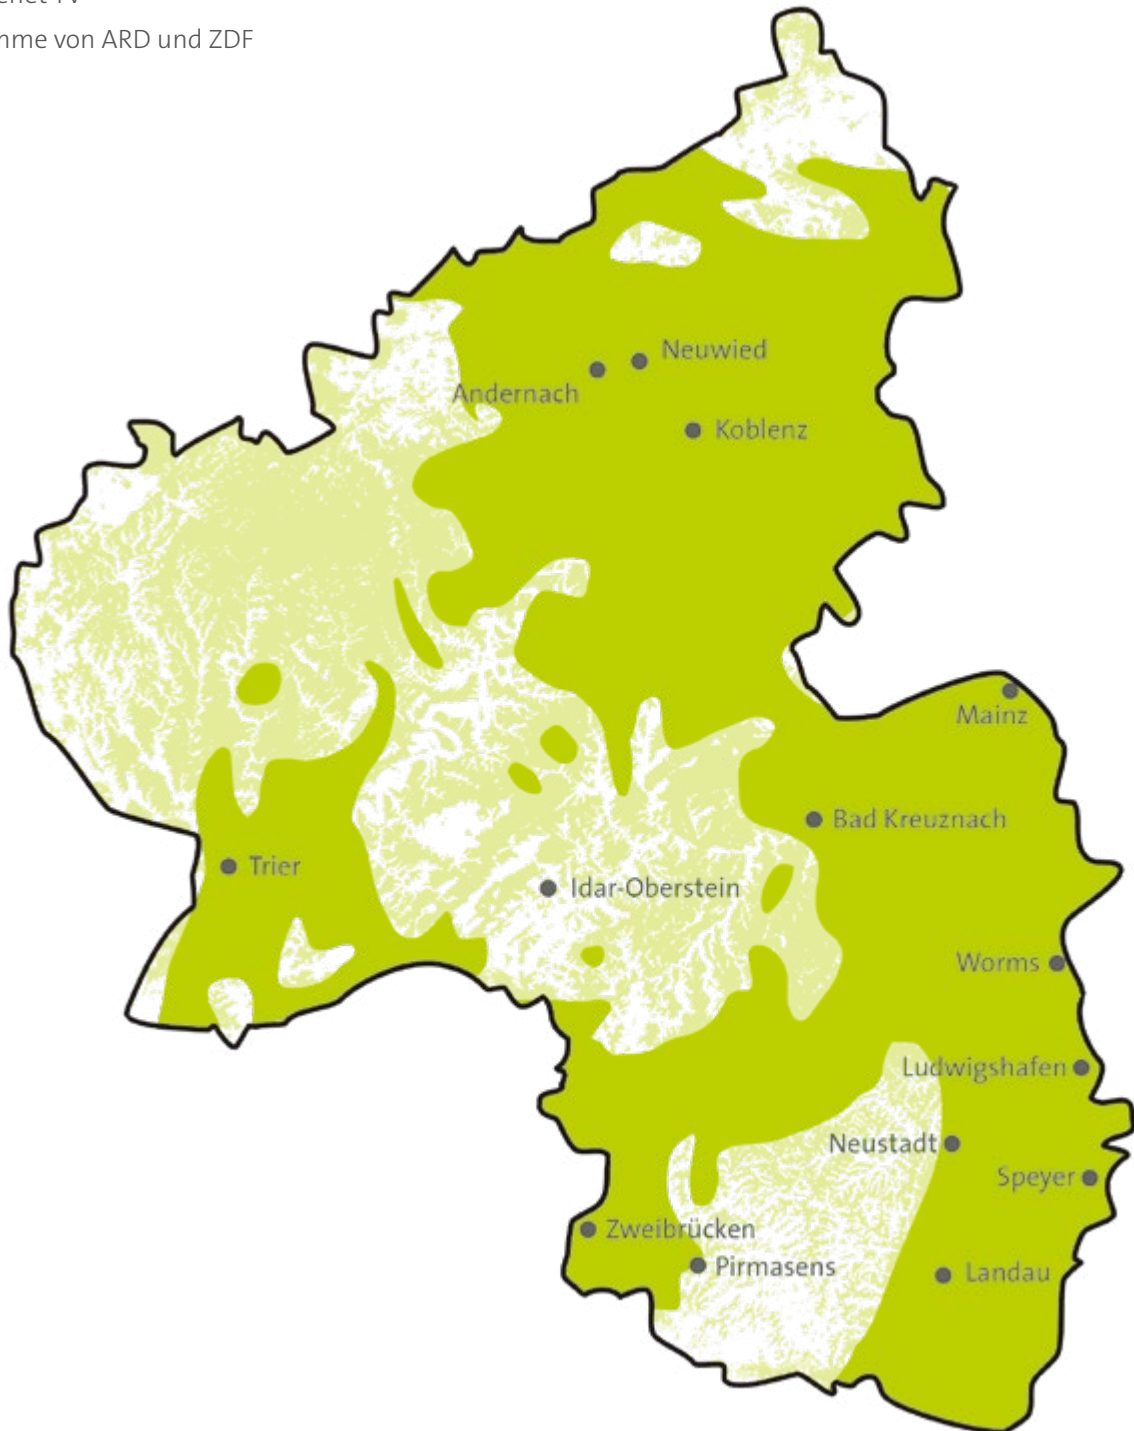 mme von ARD und ZDF
Neuwied
Andernach
Koblenz
Mainz
Bad Kreuznach
Trier
Idar-Oberstein
Worms
Ludwigshafen
Neustadt
Speyer
Zweibrücken
Pirmasens
Landau